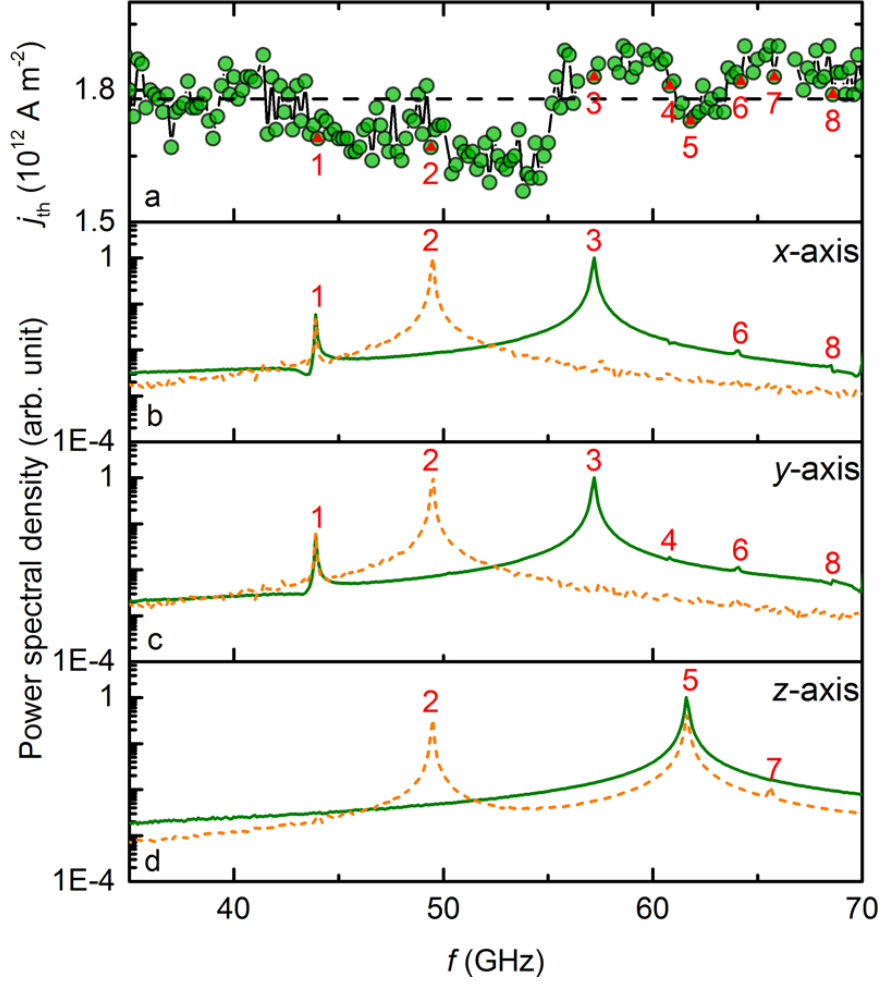 j_th (10^12 A m^-2)
1.8
1.5
a
1
2
3
4
5
6
7
8
x-axis
1
1E-4
b
1
2
3
6
8
y-axis
1
1E-4
c
1
2
3
4
6
8
z-axis
1
1E-4
d
2
5
7
Power spectral density (arb. unit)
40 50 60 70
f (GHz)